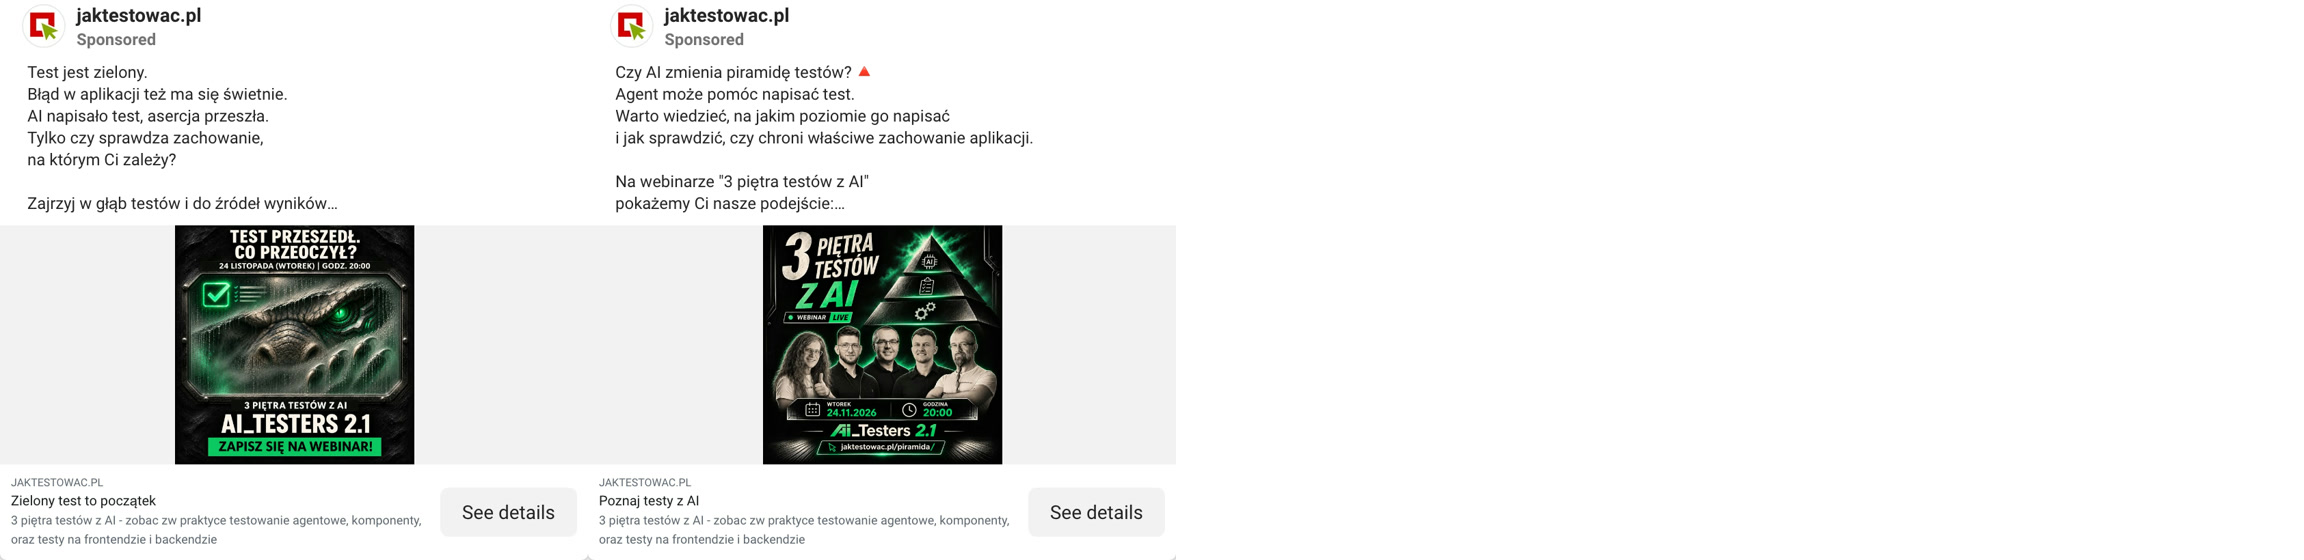 jaktestowac.pl
Sponsored
Test jest zielony.
Błąd w aplikacji też ma się świetnie.
AI napisało test, asercja przeszła.
Tylko czy sprawdza zachowanie,
na którym Ci zależy?
Zajrzyj w głąb testów i do źródeł wyników...
TEST PRZESZEDŁ.
CO PRZEOCZYŁ?
24 LISTOPADA (WTOREK) | GODZ. 20:00
3 PIĘTRA TESTÓW Z AI
AI_TESTERS 2.1
ZAPISZ SIĘ NA WEBINAR!
JAKTESTOWAC.PL
Zielony test to początek
3 piętra testów z AI - zobac zw praktyce testowanie agentowe, komponenty,
oraz testy na frontendzie i backendzie
See details
jaktestowac.pl
Sponsored
Czy AI zmienia piramidę testów? 🔺
Agent może pomóc napisać test.
Warto wiedzieć, na jakim poziomie go napisać
i jak sprawdzić, czy chroni właściwe zachowanie aplikacji.
Na webinarze "3 piętra testów z AI"
pokażemy Ci nasze podejście:...
3 PIĘTRA
TESTÓW
Z AI
WEBINAR LIVE
AI
WTOREK
24.11.2026
GODZINA
20:00
Ai_Testers 2.1
jaktestowac.pl/piramida/
JAKTESTOWAC.PL
Poznaj testy z AI
3 piętra testów z AI - zobac zw praktyce testowanie agentowe, komponenty,
oraz testy na frontendzie i backendzie
See details